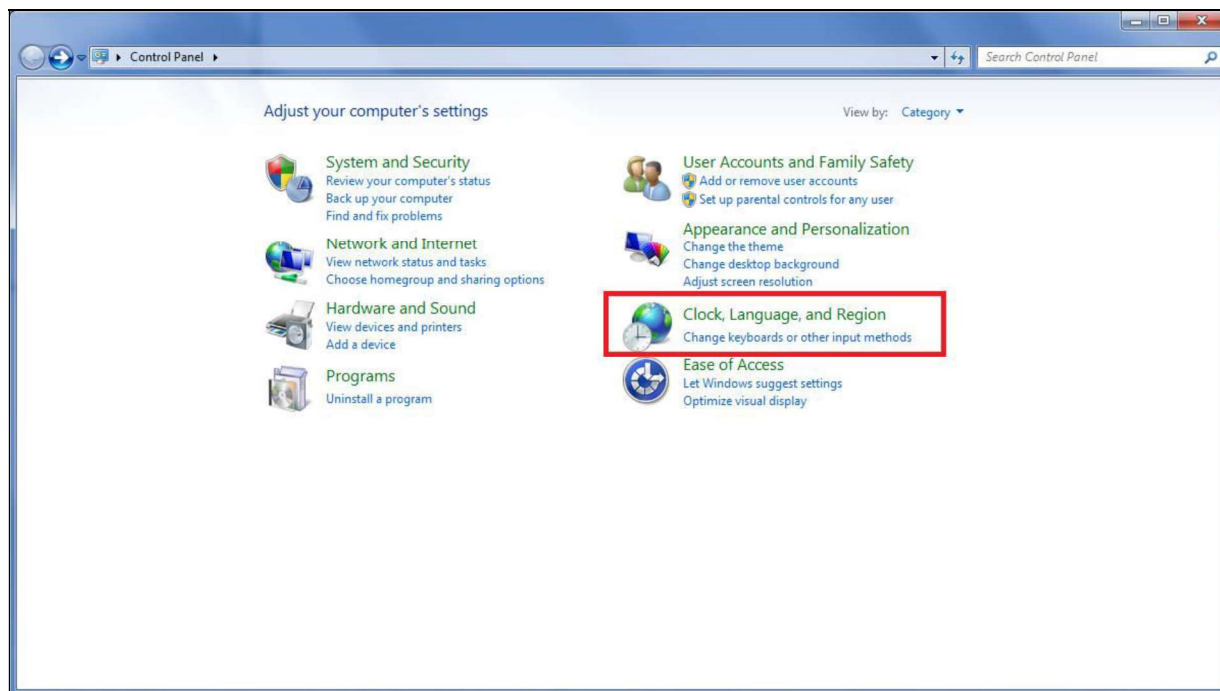 Control Panel
Search Control Panel
Adjust your computer's settings
View by: Category
System and Security
Review your computer's status
Back up your computer
Find and fix problems
Network and Internet
View network status and tasks
Choose homegroup and sharing options
Hardware and Sound
View devices and printers
Add a device
Programs
Uninstall a program
User Accounts and Family Safety
Add or remove user accounts
Set up parental controls for any user
Appearance and Personalization
Change the theme
Change desktop background
Adjust screen resolution
Clock, Language, and Region
Change keyboards or other input methods
Ease of Access
Let Windows suggest settings
Optimize visual display